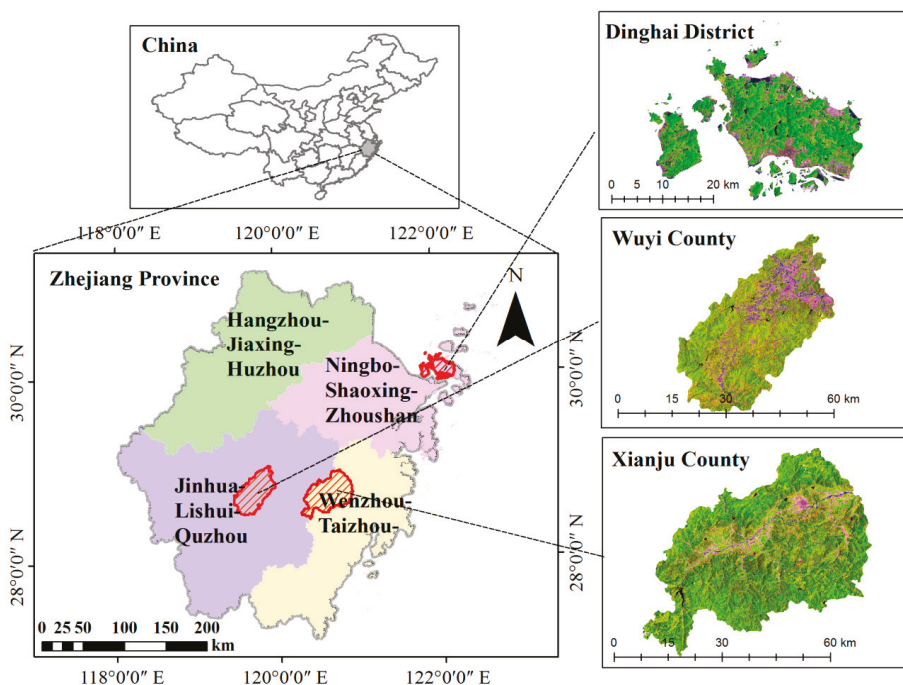 China
118°0′0″ E
120°0′0″ E
122°0′0″ E
Zhejiang Province
N
Hangzhou-
Jiaxing-
Huzhou
Ningbo-
Shaoxing-
Zhoushan
Jinhua-
Lishui-
Quzhou
Wenzhou-
Taizhou-
30°0′0″ N
28°0′0″ N
30°0′0″ N
28°0′0″ N
0 25 50 100 150 200
km
118°0′0″ E
120°0′0″ E
122°0′0″ E
Dinghai District
0 5 10 20 km
Wuyi County
0 15 30 60 km
Xianju County
0 15 30 60 km